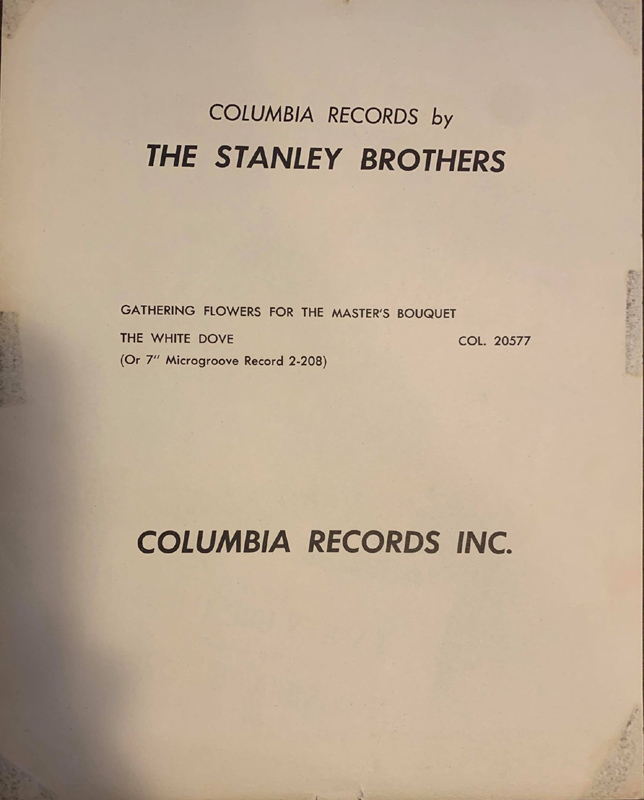 COLUMBIA RECORDS by
THE STANLEY BROTHERS
GATHERING FLOWERS FOR THE MASTER'S BOUQUET
THE WHITE DOVE COL. 20577
(Or 7" Microgroove Record 2-208)
COLUMBIA RECORDS INC.